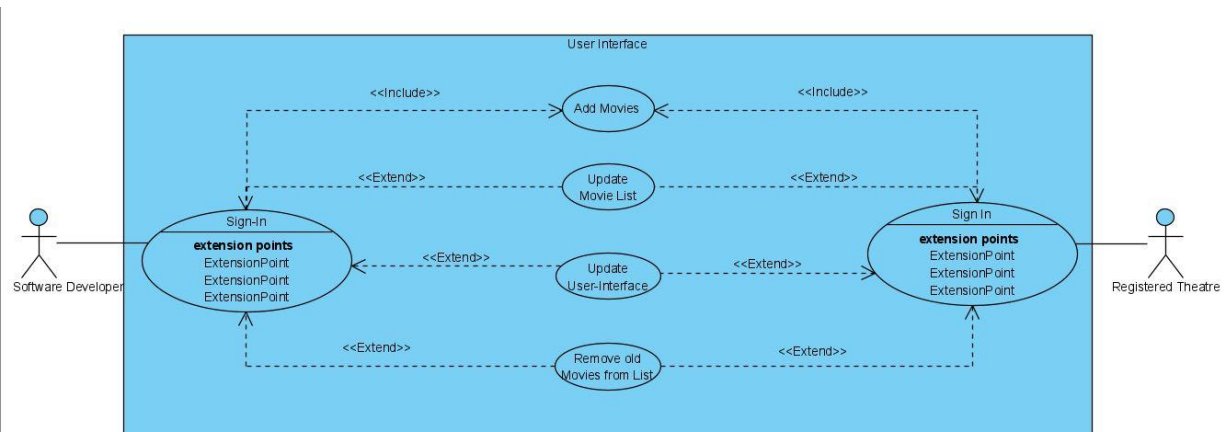 User Interface
<<Include>>
<<Include>>
Add Movies
<<Extend>>
Update
Movie List
<<Extend>>
Sign-In
extension points
ExtensionPoint
ExtensionPoint
ExtensionPoint
Sign In
extension points
ExtensionPoint
ExtensionPoint
ExtensionPoint
<<Extend>>
Update
User-Interface
<<Extend>>
Software Developer
Registered Theatre
<<Extend>>
Remove old
Movies from List
<<Extend>>